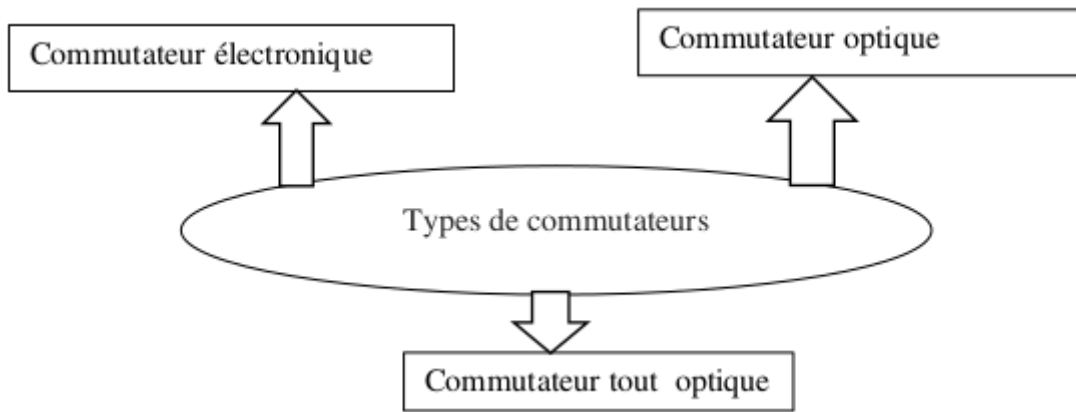 Commutateur électronique
Commutateur optique
Types de commutateurs
Commutateur tout optique